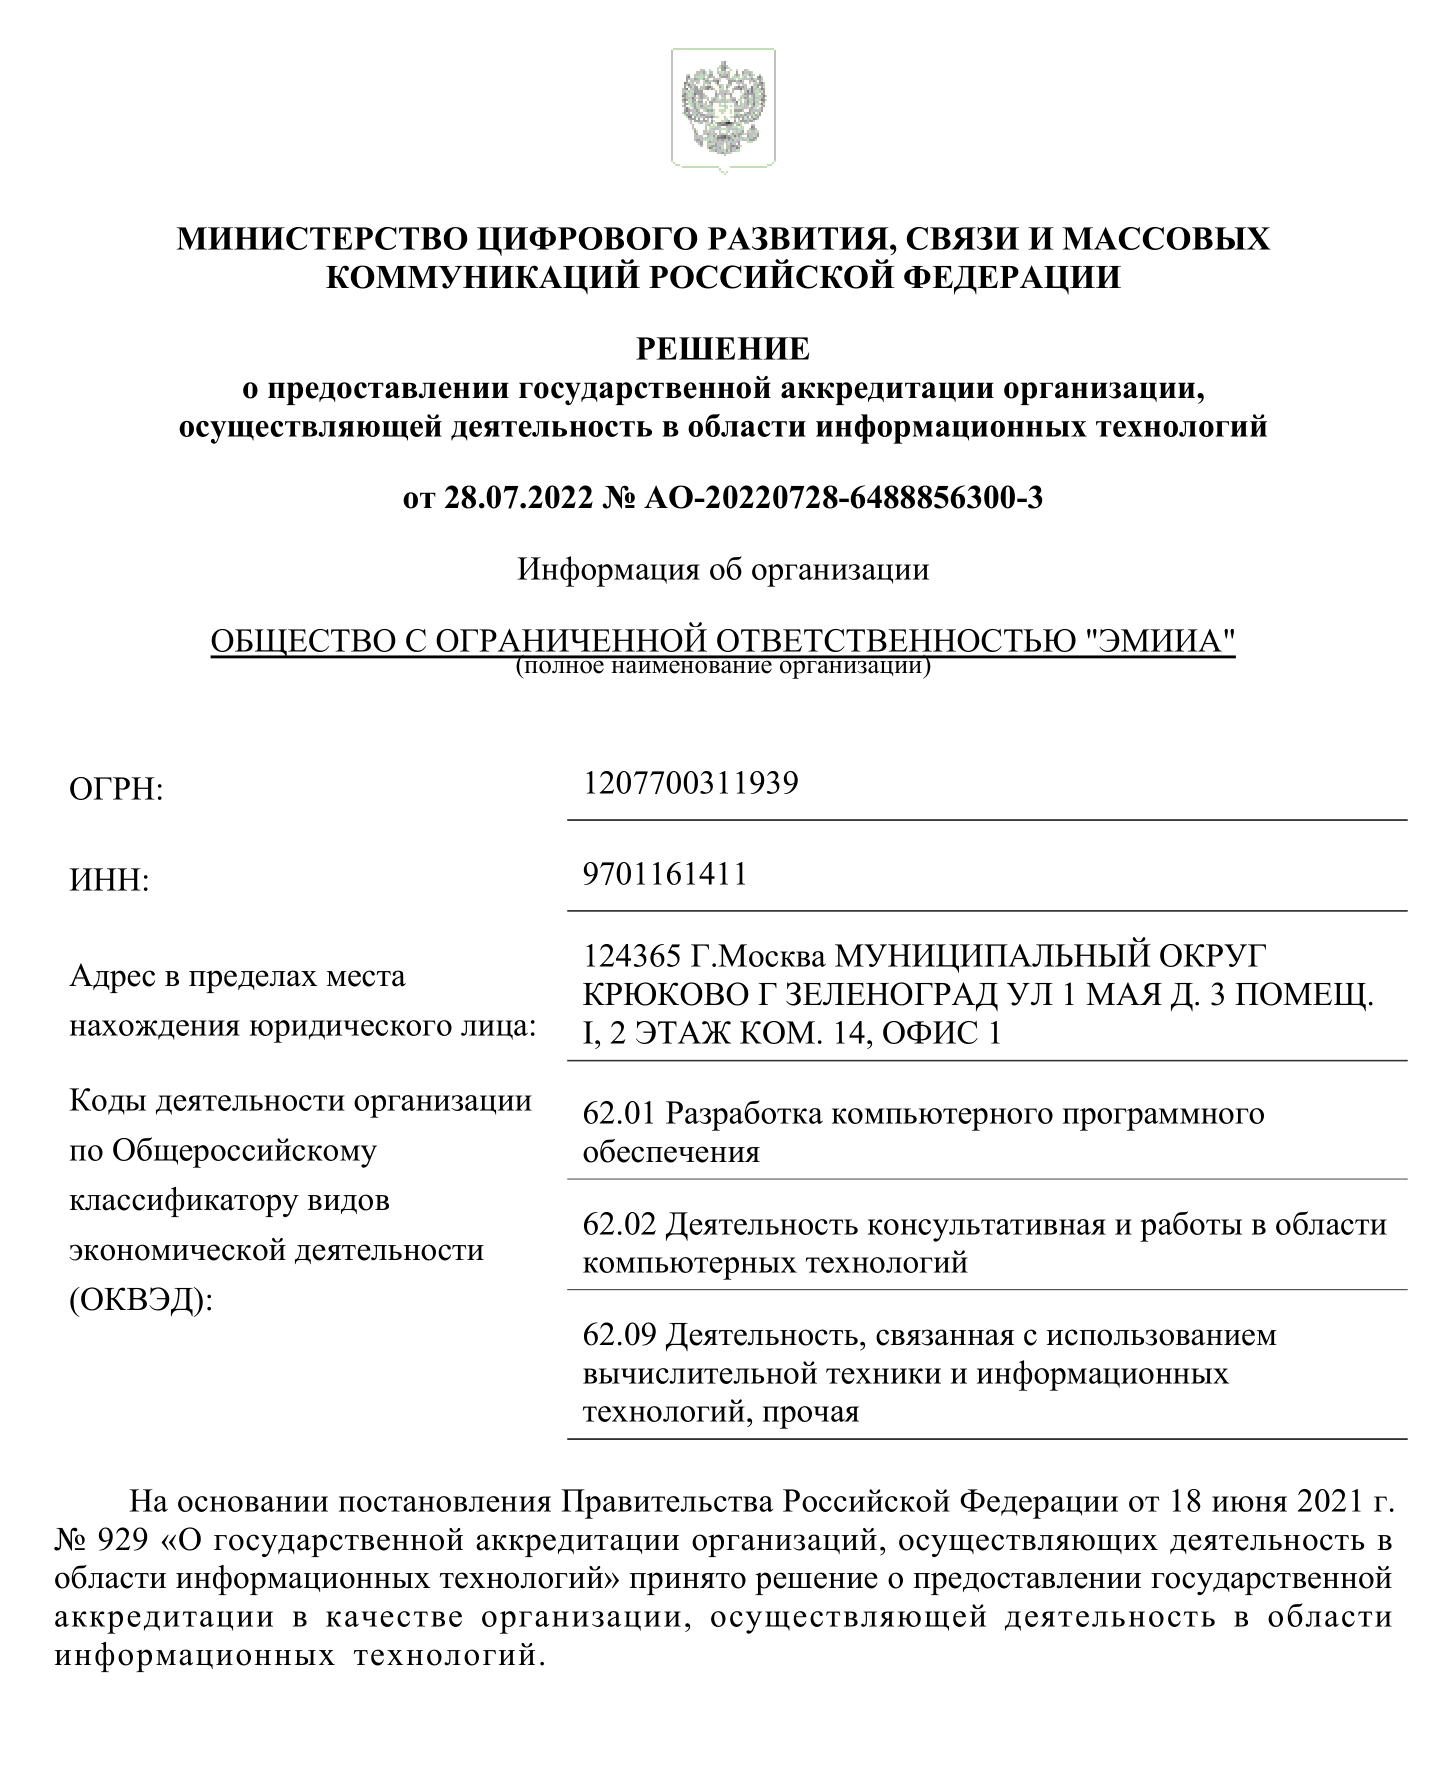 МИНИСТЕРСТВО ЦИФРОВОГО РАЗВИТИЯ, СВЯЗИ И МАССОВЫХ
КОММУНИКАЦИЙ РОССИЙСКОЙ ФЕДЕРАЦИИ
РЕШЕНИЕ
о предоставлении государственной аккредитации организации,
осуществляющей деятельность в области информационных технологий
от 28.07.2022 № АО-20220728-6488856300-3
Информация об организации
ОБЩЕСТВО С ОГРАНИЧЕННОЙ ОТВЕТСТВЕННОСТЬЮ "ЭМИИА"
(полное наименование организации)
ОГРН:
1207700311939
ИНН:
9701161411
Адрес в пределах места
нахождения юридического лица:
124365 Г.Москва МУНИЦИПАЛЬНЫЙ ОКРУГ
КРЮКОВО Г ЗЕЛЕНОГРАД УЛ 1 МАЯ Д. 3 ПОМЕЩ.
I, 2 ЭТАЖ КОМ. 14, ОФИС 1
Коды деятельности организации
по Общероссийскому
классификатору видов
экономической деятельности
(ОКВЭД):
62.01 Разработка компьютерного программного
обеспечения
62.02 Деятельность консультативная и работы в области
компьютерных технологий
62.09 Деятельность, связанная с использованием
вычислительной техники и информационных
технологий, прочая
На основании постановления Правительства Российской Федерации от 18 июня 2021 г.
№ 929 «О государственной аккредитации организаций, осуществляющих деятельность в
области информационных технологий» принято решение о предоставлении государственной
аккредитации в качестве организации, осуществляющей деятельность в области
информационных технологий.